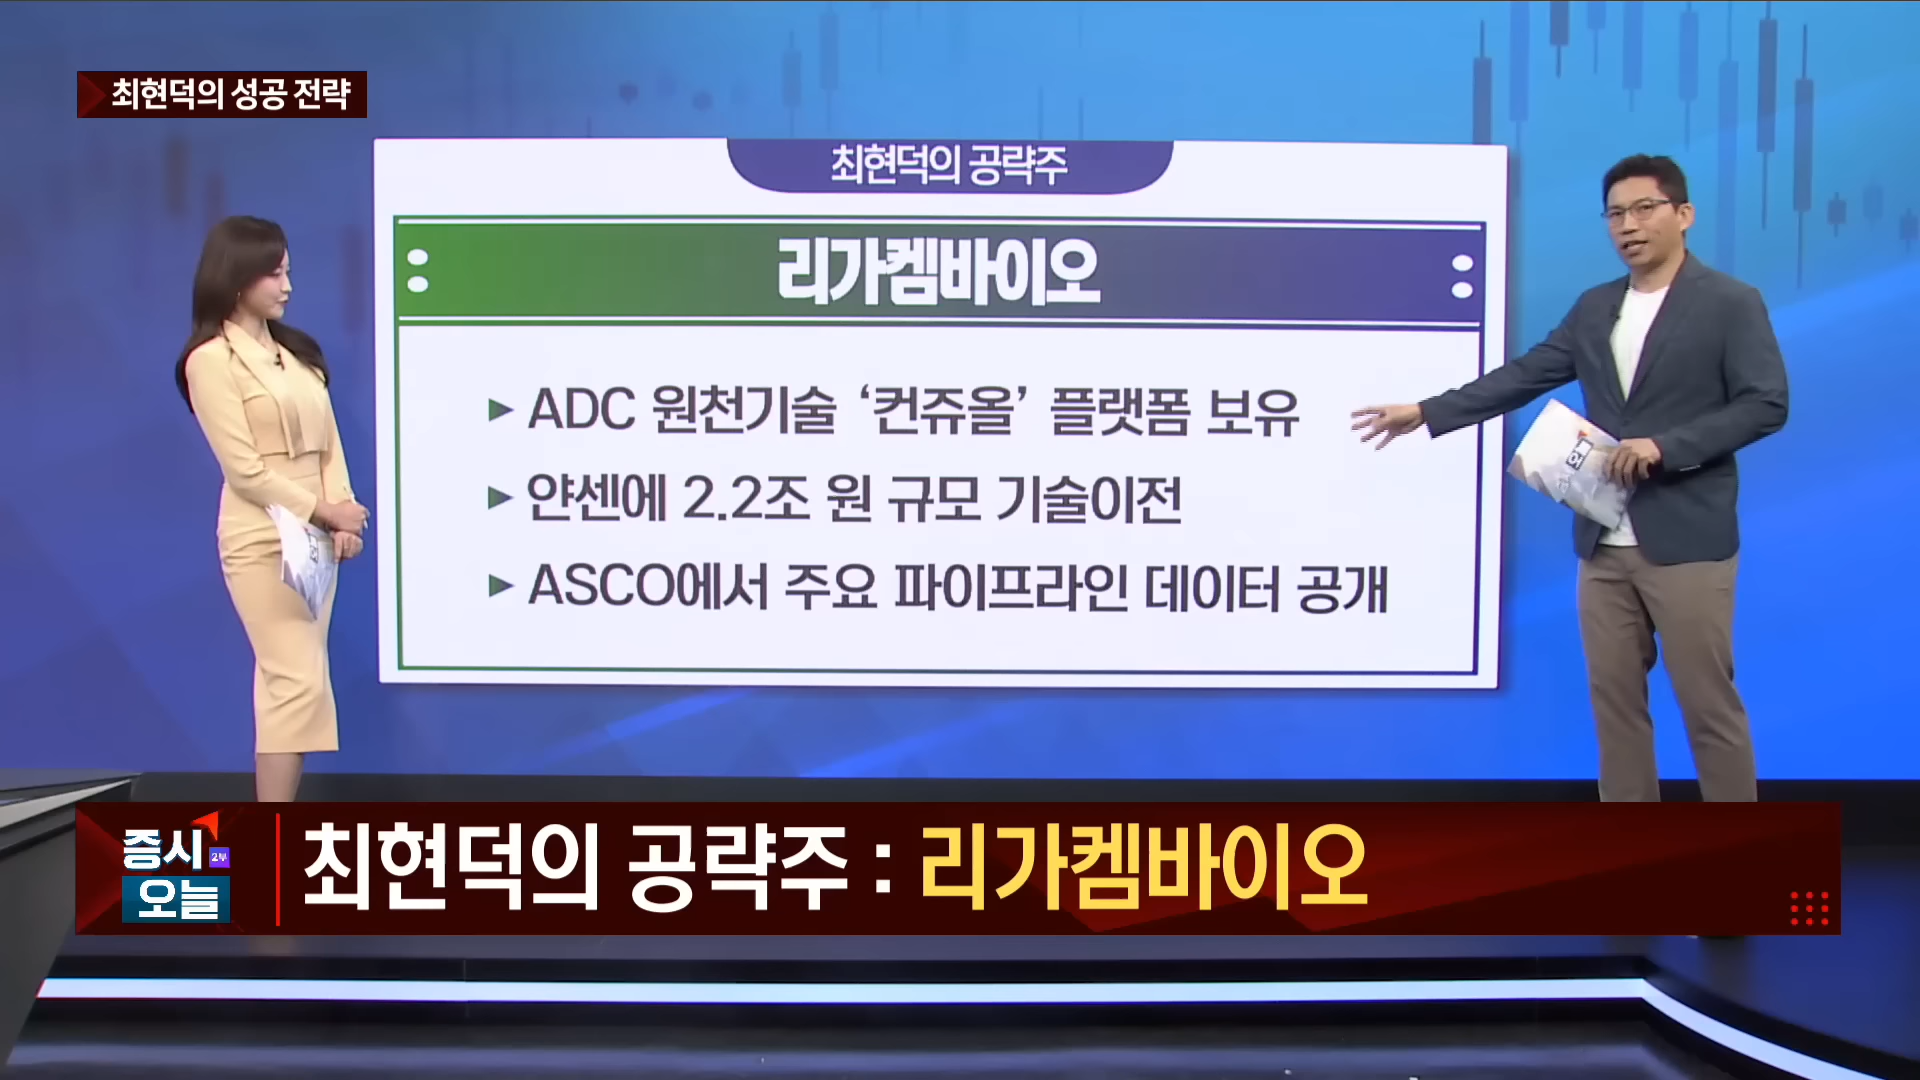 최현덕의 성공 전략
최현덕의 공략주
리가켐바이오
▶ ADC 원천기술 ‘컨쥬올’ 플랫폼 보유
▶ 얀센에 2.2조 원 규모 기술이전
▶ ASCO에서 주요 파이프라인 데이터 공개
증시 2부
오늘
최현덕의 공략주 : 리가켐바이오